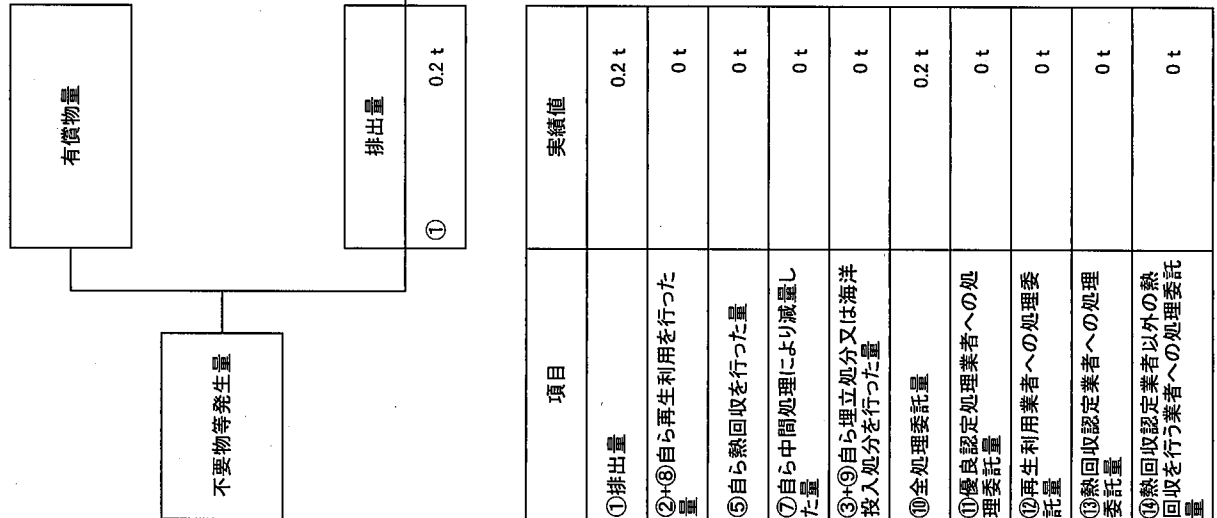 有償物量
不要物等発生量
排出量
① 0.2 t
項目 実績値
①排出量 0.2 t
②+⑧自ら再生利用を行った
量 0 t
⑤自ら熱回収を行った量 0 t
⑦自ら中間処理により減量し
た量 0 t
③+⑨自ら埋立処分又は海洋
投入処分を行った量 0 t
⑩全処理委託量 0.2 t
⑪優良認定処理業者への処
理委託量 0 t
⑫再生利用業者への処理委
託量 0 t
⑬熱回収認定業者への処理
委託量 0 t
⑭熱回収認定業者以外の熱
回収を行う業者への処理委託
量 0 t